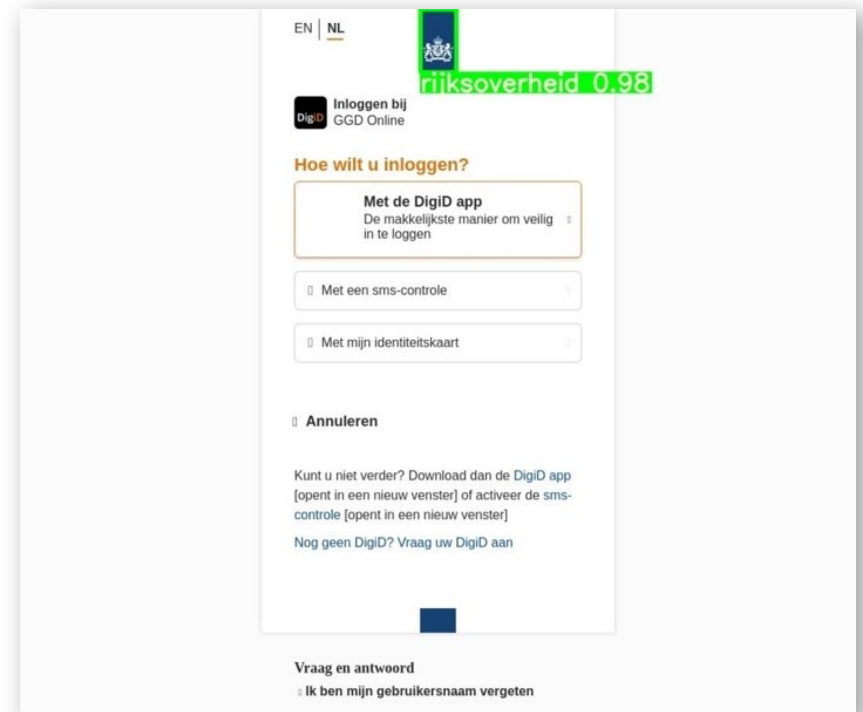 EN | NL
rijksoverheid 0.98
DigiD
Inloggen bij
GGD Online
Hoe wilt u inloggen?
Met de DigiD app
De makkelijkste manier om veilig
in te loggen
Met een sms-controle
Met mijn identiteitskaart
Annuleren
Kunt u niet verder? Download dan de DigiD app
[opent in een nieuw venster] of activeer de sms-
controle [opent in een nieuw venster]
Nog geen DigiD? Vraag uw DigiD aan
Vraag en antwoord
Ik ben mijn gebruikersnaam vergeten